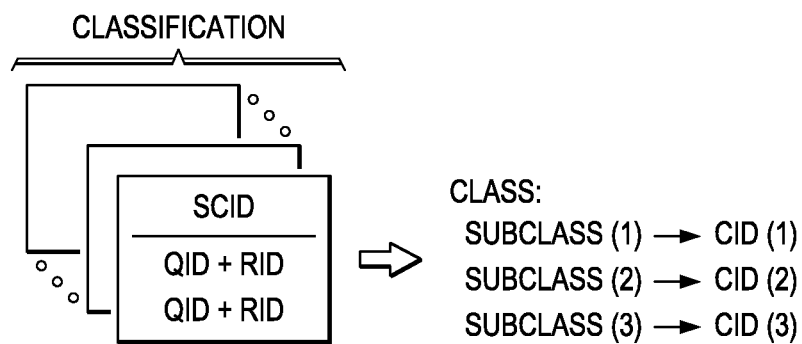 CLASSIFICATION
SCID
QID + RID
QID + RID
CLASS:
SUBCLASS (1) → CID (1)
SUBCLASS (2) → CID (2)
SUBCLASS (3) → CID (3)